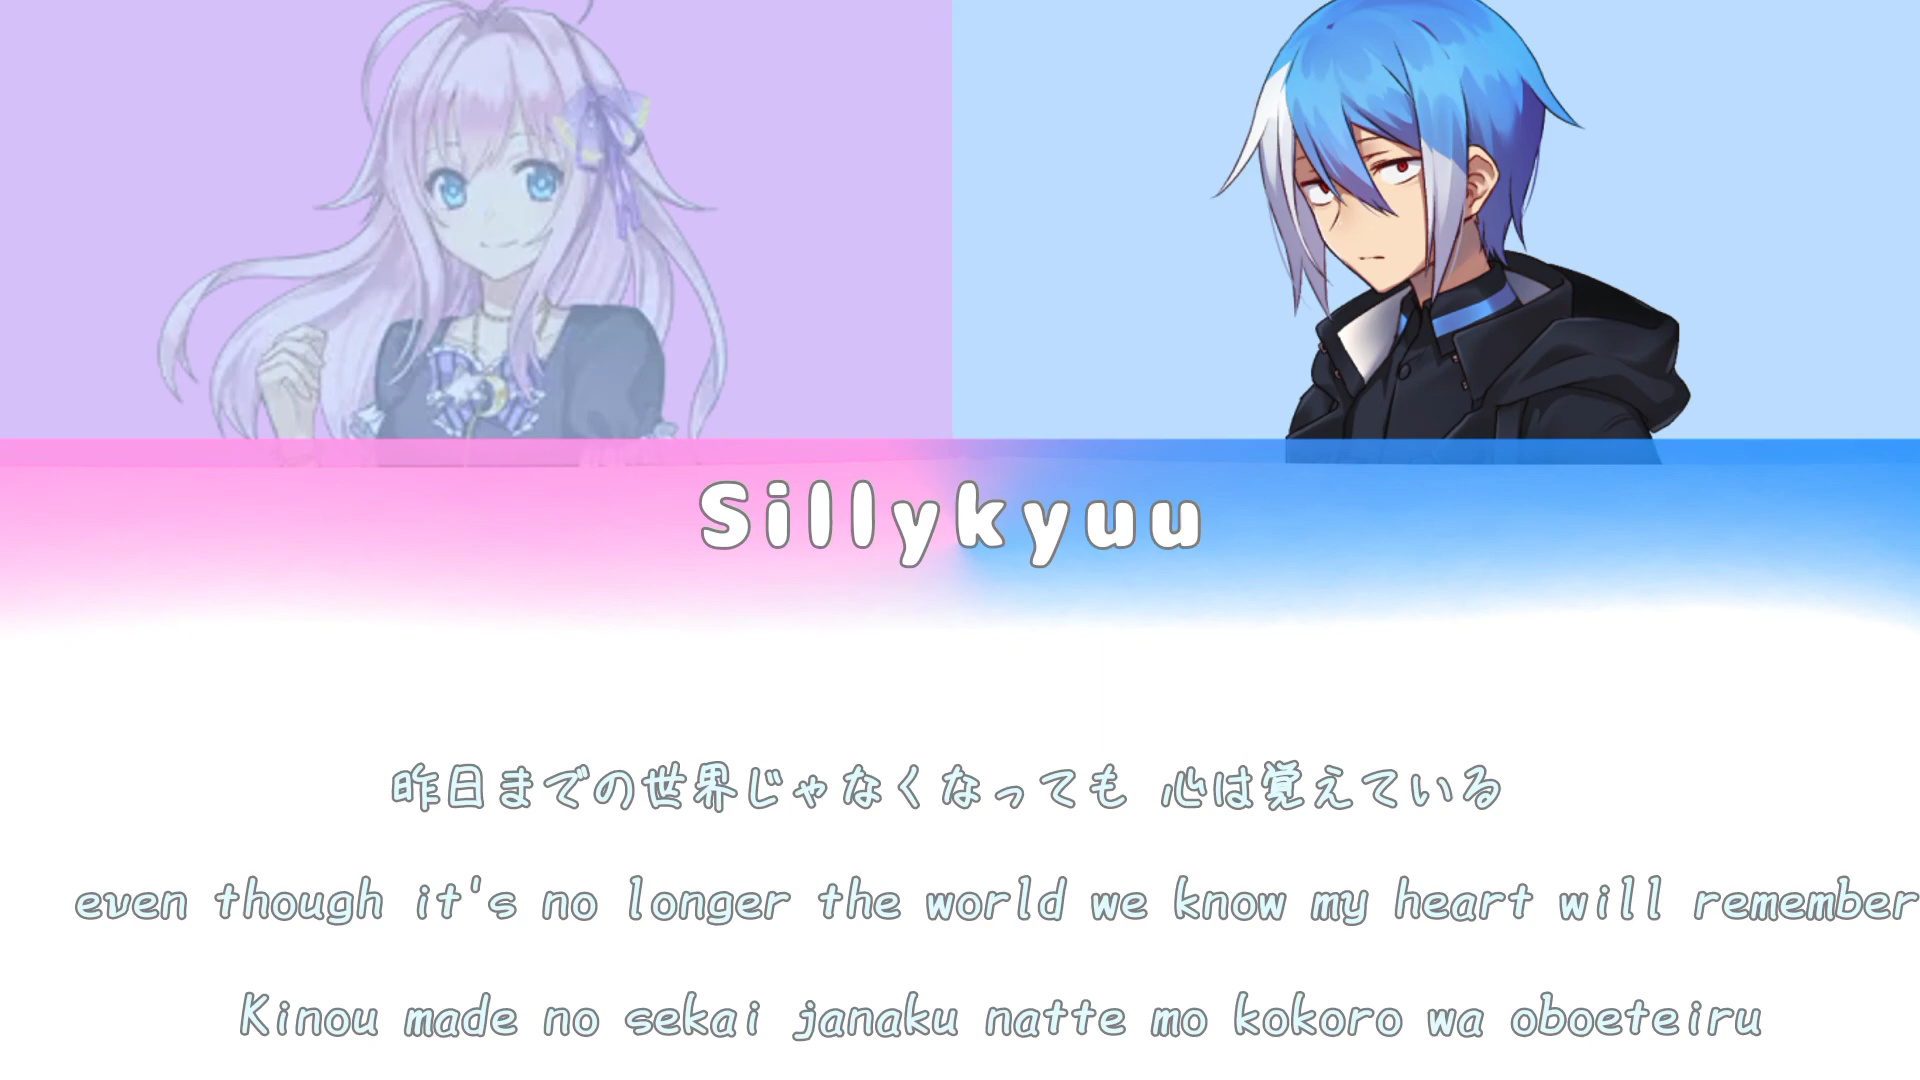 Sillykyuu
昨日までの世界じゃなくなっても 心は覚えている
even though it's no longer the world we know my heart will remember
Kinou made no sekai janaku natte mo kokoro wa oboeteiru